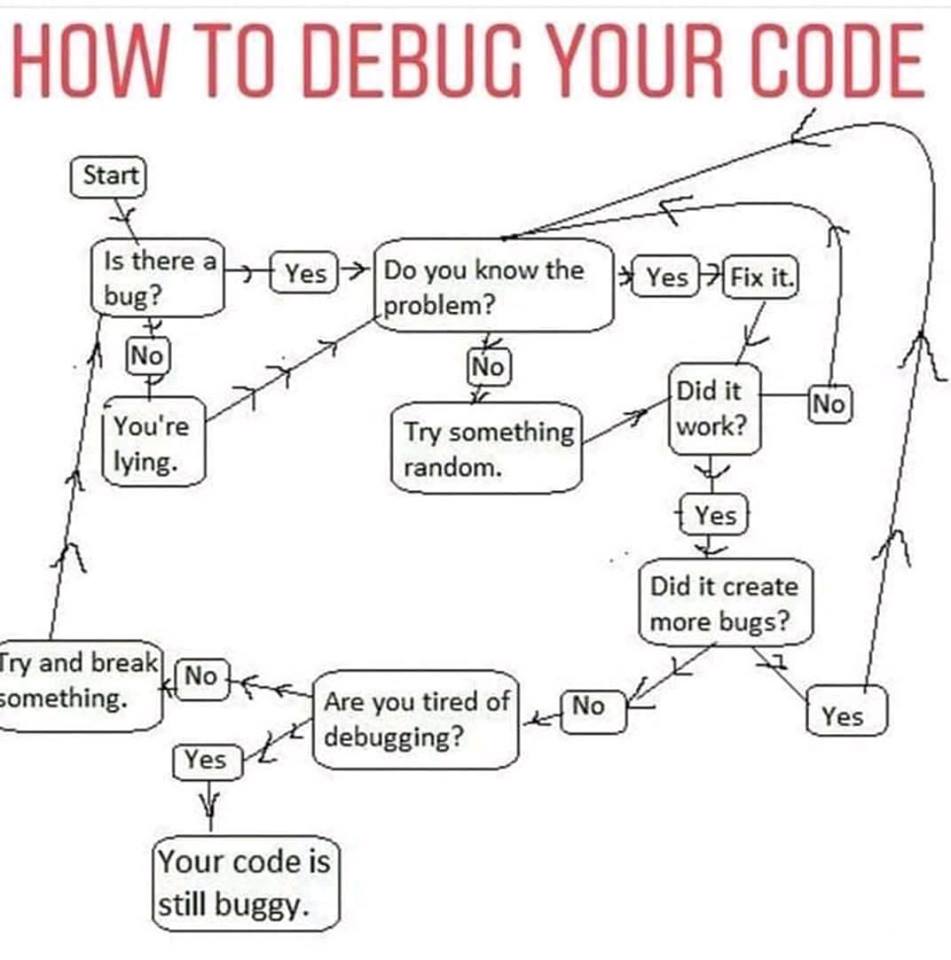 HOW TO DEBUG YOUR CODE
Start
Is there a
bug?
Yes
Do you know the
problem?
Yes
Fix it.
No
You're
lying.
No
Try something
random.
Did it
work?
No
Yes
Did it create
more bugs?
Yes
No
Are you tired of
debugging?
No
Try and break
something.
Yes
Your code is
still buggy.